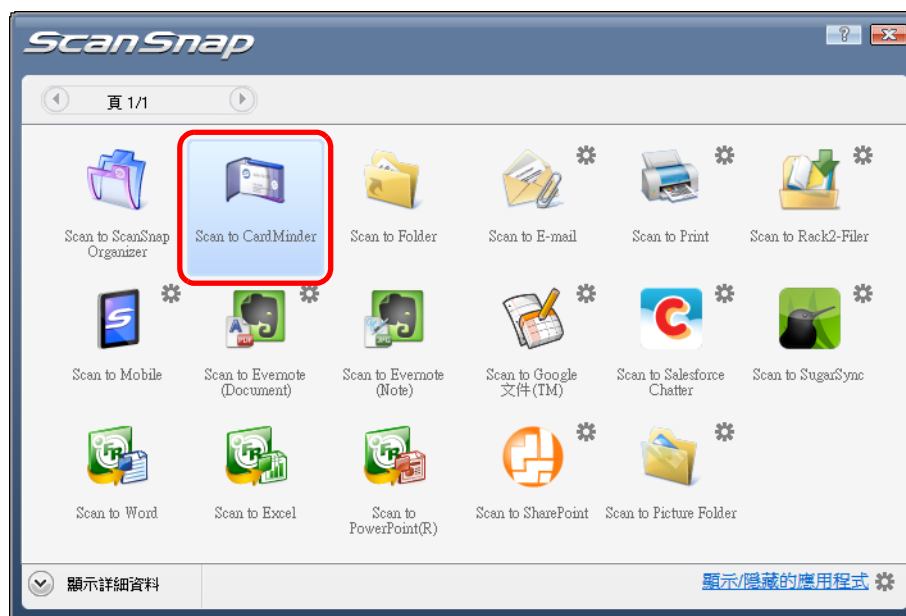 ScanSnap
頁 1/1
Scan to ScanSnap
Organizer
Scan to CardMinder
Scan to Folder
Scan to E-mail
Scan to Print
Scan to Rack2-Filer
Scan to Mobile
Scan to Evernote
(Document)
Scan to Evernote
(Note)
Scan to Google
文件(TM)
Scan to Salesforce
Chatter
Scan to SugarSync
Scan to Word
Scan to Excel
Scan to
PowerPoint(R)
Scan to SharePoint
Scan to Picture Folder
顯示詳細資料
顯示/隱藏的應用程式